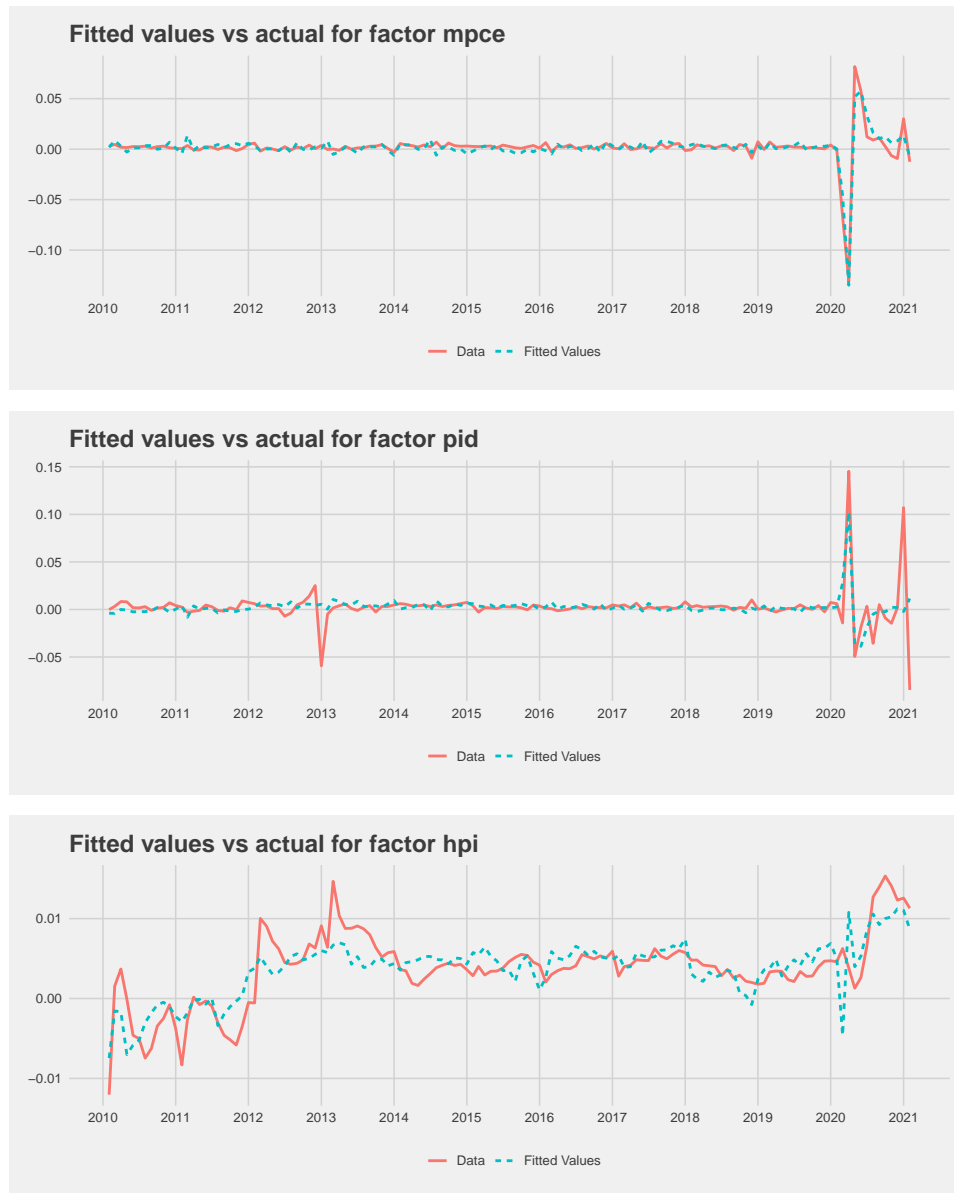 Fitted values vs actual for factor mpce
0.05
0.00
−0.05
−0.10
2010 2011 2012 2013 2014 2015 2016 2017 2018 2019 2020 2021
Data Fitted Values
Fitted values vs actual for factor pid
0.15
0.10
0.05
0.00
−0.05
2010 2011 2012 2013 2014 2015 2016 2017 2018 2019 2020 2021
Data Fitted Values
Fitted values vs actual for factor hpi
0.01
0.00
−0.01
2010 2011 2012 2013 2014 2015 2016 2017 2018 2019 2020 2021
Data Fitted Values